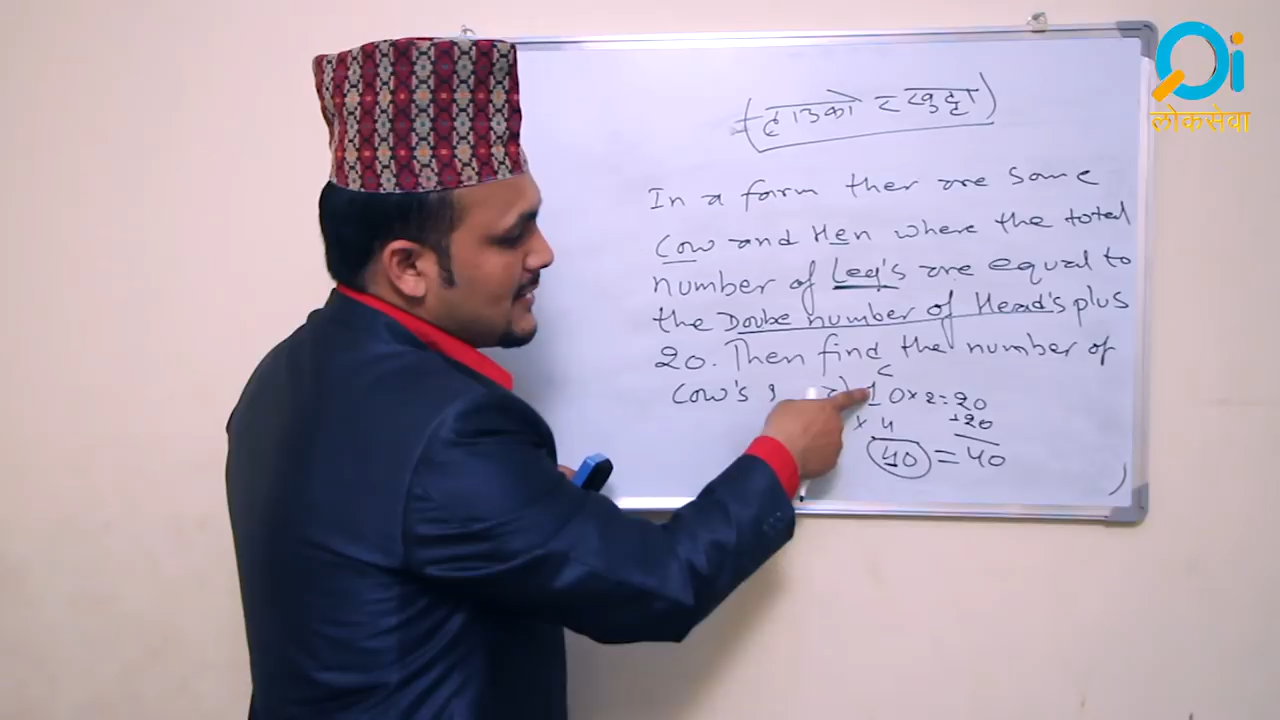 (टाउको र खुट्टा)
In a farm ther are some
Cow and Hen where the total
number of Leg's are equal to
the Doube number of Head's plus
20. Then find the number of
Cow's ?
c
10×2=20
× 4 +20
40 = 40
Qi
लोकसेवा